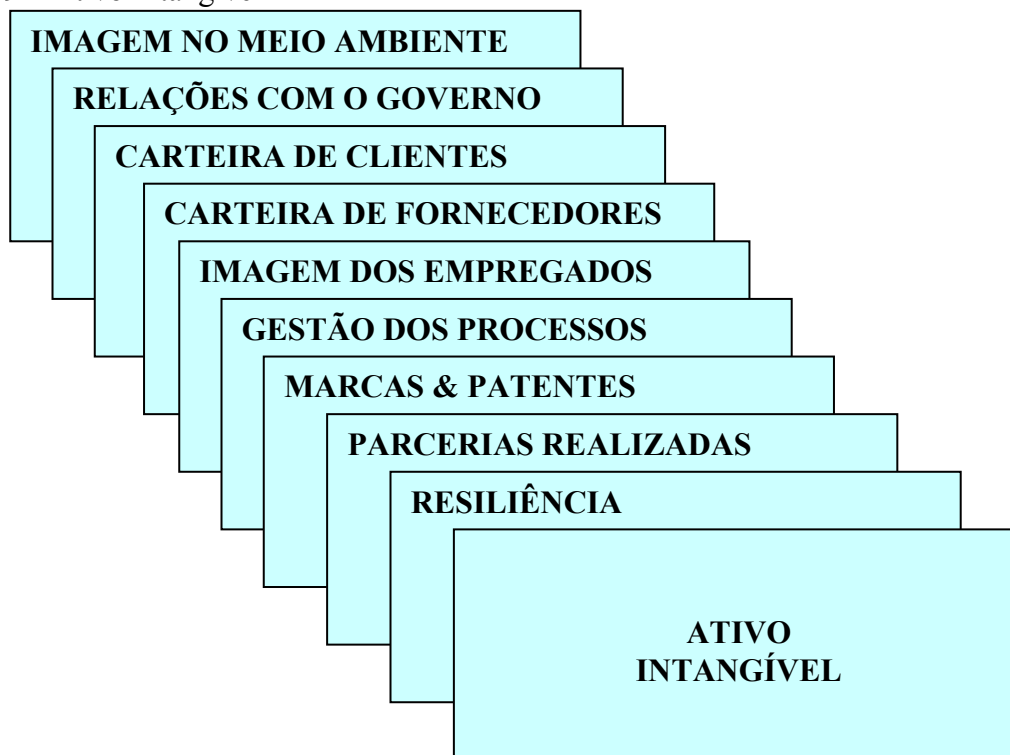 IMAGEM NO MEIO AMBIENTE
RELAÇÕES COM O GOVERNO
CARTEIRA DE CLIENTES
CARTEIRA DE FORNECEDORES
IMAGEM DOS EMPREGADOS
GESTÃO DOS PROCESSOS
MARCAS & PATENTES
PARCERIAS REALIZADAS
RESILIÊNCIA
ATIVO
INTANGÍVEL